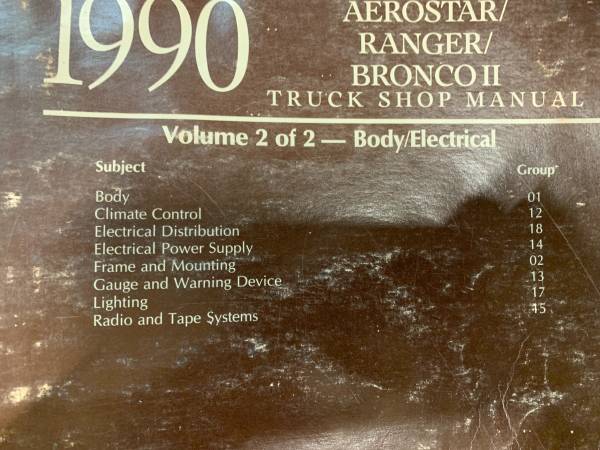 1990
AEROSTAR/
RANGER/
BRONCO II
TRUCK SHOP MANUAL
Volume 2 of 2 — Body/Electrical
Subject Group
Body 01
Climate Control 12
Electrical Distribution 18
Electrical Power Supply 14
Frame and Mounting 02
Gauge and Warning Device 13
Lighting 17
Radio and Tape Systems 15